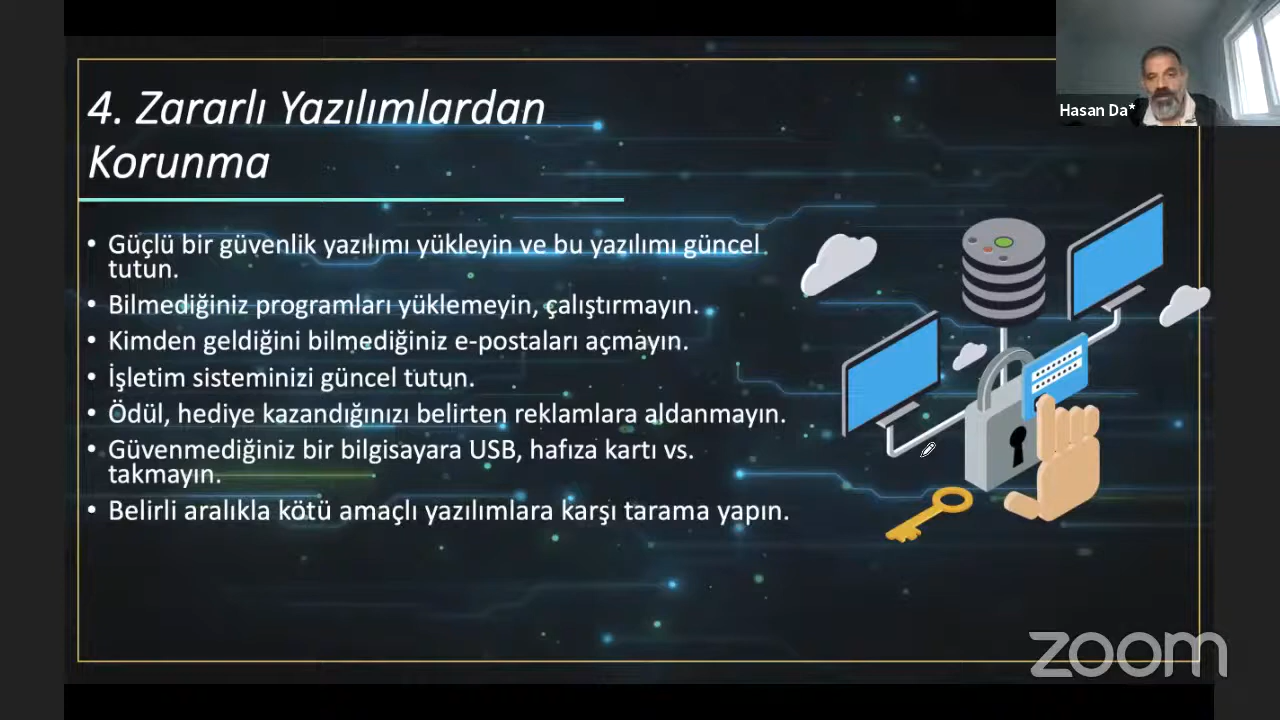 4. Zararlı Yazılımlardan
Korunma
• Güçlü bir güvenlik yazılımı yükleyin ve bu yazılımı güncel
tutun.
• Bilmediğiniz programları yüklemeyin, çalıştırmayın.
• Kimden geldiğini bilmediğiniz e-postaları açmayın.
• İşletim sisteminizi güncel tutun.
• Ödül, hediye kazandığınızı belirten reklamlara aldanmayın.
• Güvenmediğiniz bir bilgisayara USB, hafıza kartı vs.
takmayın.
• Belirli aralıkla kötü amaçlı yazılımlara karşı tarama yapın.
Hasan Da*
zoom